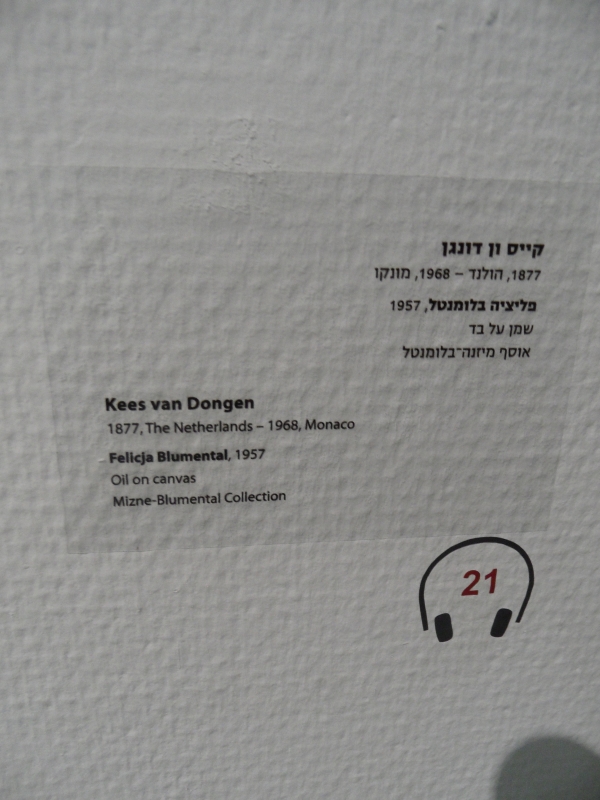 קייס ון דונגן
1877, הולנד – 1968, מונקו
פליציה בלומנטל, 1957
שמן על בד
אוסף מיזנה־בלומנטל
Kees van Dongen
1877, The Netherlands – 1968, Monaco
Felicja Blumental, 1957
Oil on canvas
Mizne-Blumental Collection
21